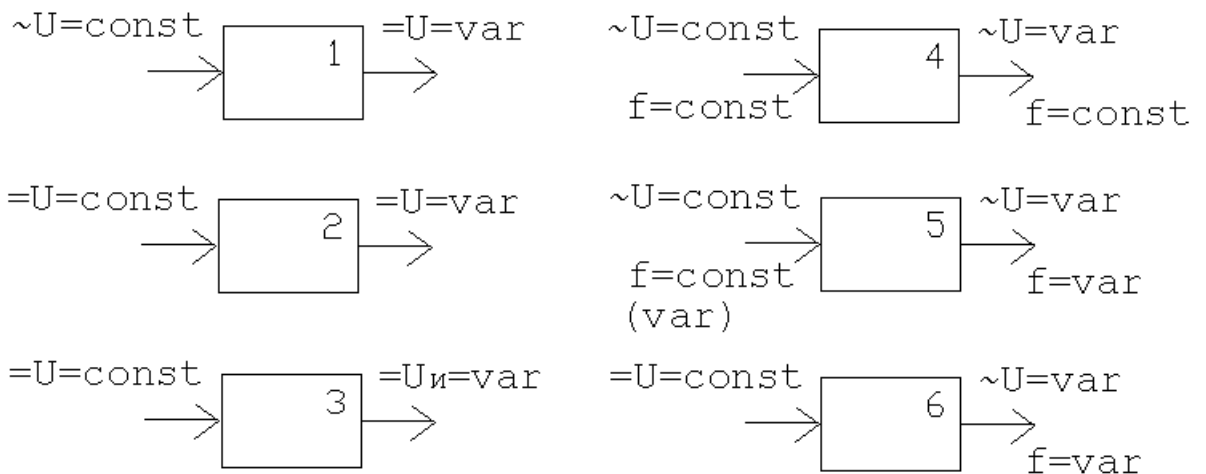 ~U=const
1
=U=var
=U=const
2
=U=var
=U=const
3
=Uи=var
~U=const
4
~U=var
f=const
f=const
~U=const
5
~U=var
f=const
(var)
f=var
=U=const
6
~U=var
f=var